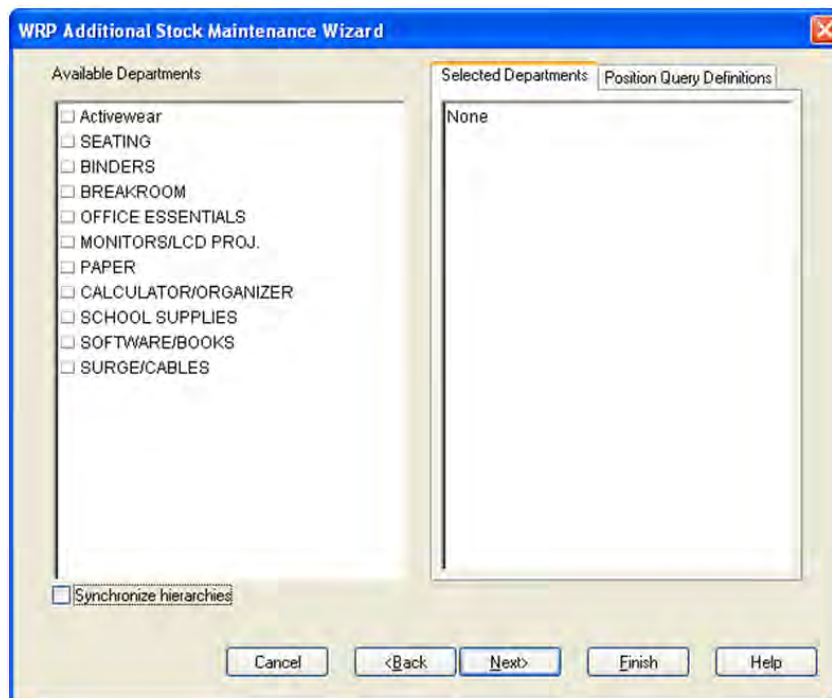 WRP Additional Stock Maintenance Wizard
Available Departments
Activewear
SEATING
BINDERS
BREAKROOM
OFFICE ESSENTIALS
MONITORS/LCD PROJ.
PAPER
CALCULATOR/ORGANIZER
SCHOOL SUPPLIES
SOFTWARE/BOOKS
SURGE/CABLES
Synchronize hierarchies
Selected Departments Position Query Definitions
None
Cancel <Back Next> Finish Help